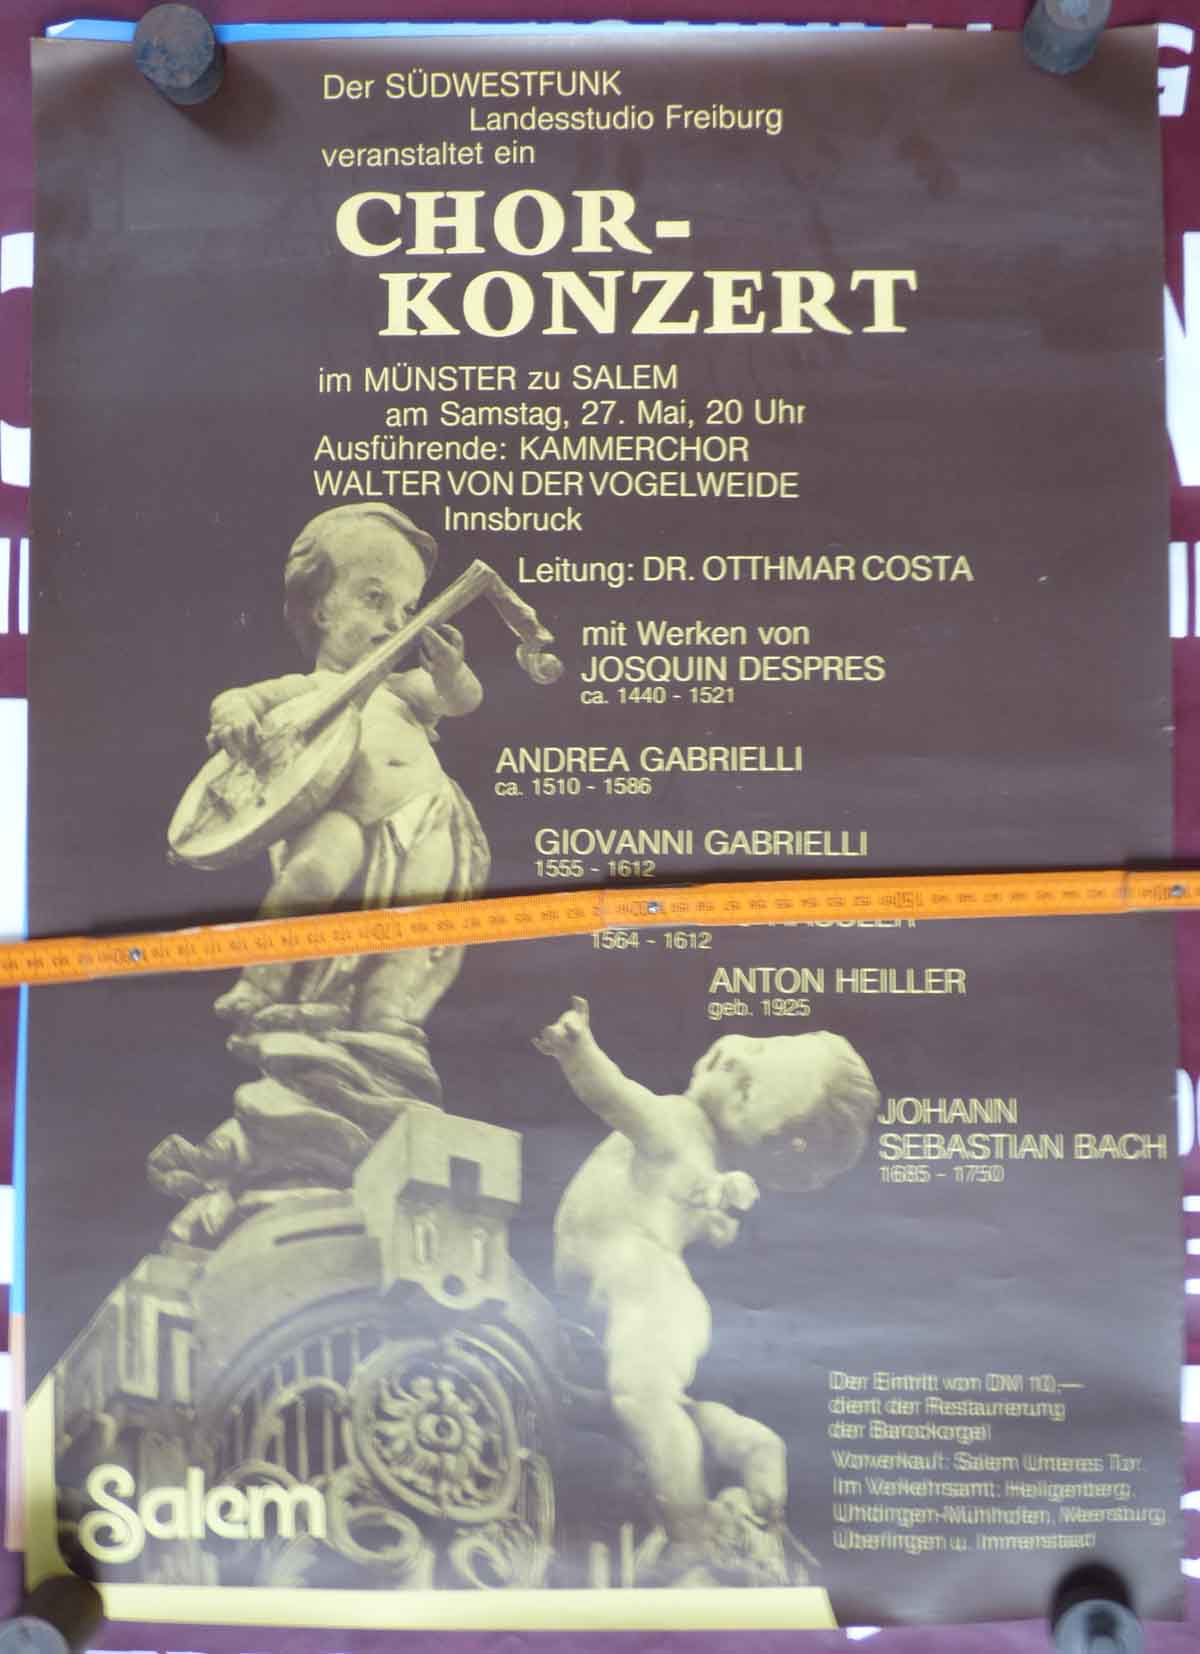 Der SÜDWESTFUNK
Landesstudio Freiburg
veranstaltet ein
CHOR-
KONZERT
im MÜNSTER zu SALEM
am Samstag, 27. Mai, 20 Uhr
Ausführende: KAMMERCHOR
WALTER VON DER VOGELWEIDE
Innsbruck
Leitung: DR. OTTHMAR COSTA
mit Werken von
JOSQUIN DESPRES
ca. 1440 - 1521
ANDREA GABRIELLI
ca. 1510 - 1586
GIOVANNI GABRIELLI
1555 - 1612
1564 - 1612
ANTON HEILLER
geb. 1925
JOHANN
SEBASTIAN BACH
1685 - 1750
Der Eintritt von DM 10,—
dient der Restaurierung
der Barockorgel
Vorverkauf: Salem Unteres Tor.
Im Verkehrsamt: Heiligenberg,
Uhldingen-Mühlhofen, Meersburg
Überlingen u. Immenstaad
Salem